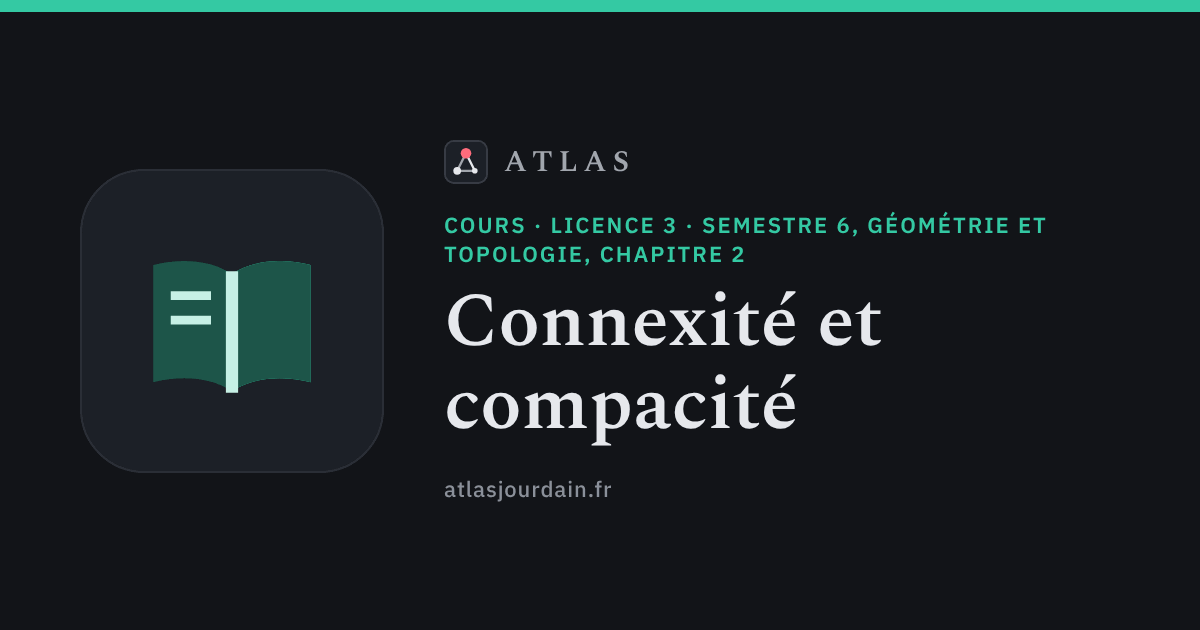 ATLAS
COURS · LICENCE 3 · SEMESTRE 6, GÉOMÉTRIE ET
TOPOLOGIE, CHAPITRE 2
Connexité et
compacité
atlasjourdain.fr